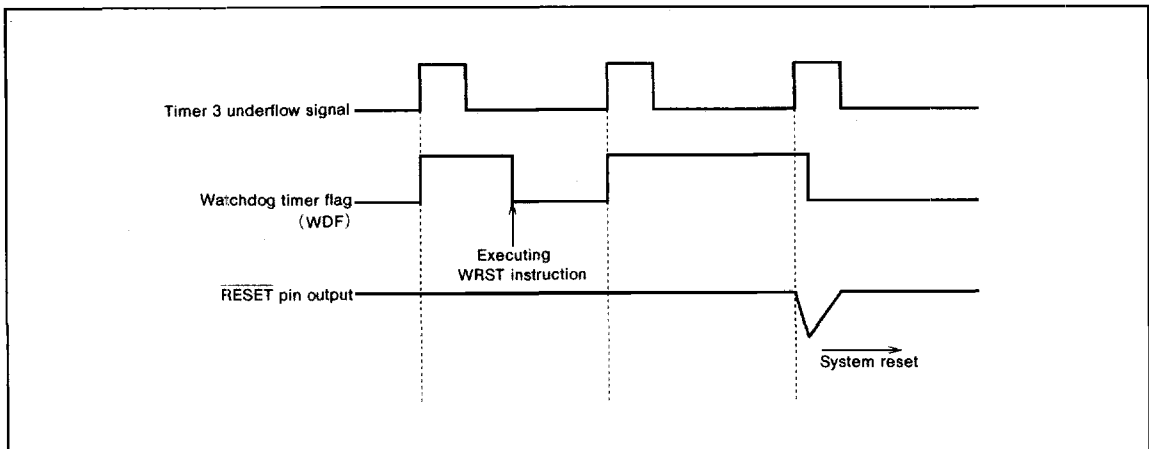 Timer 3 underflow signal
Watchdog timer flag
(WDF)
Executing
WRST instruction
RESET pin output
System reset